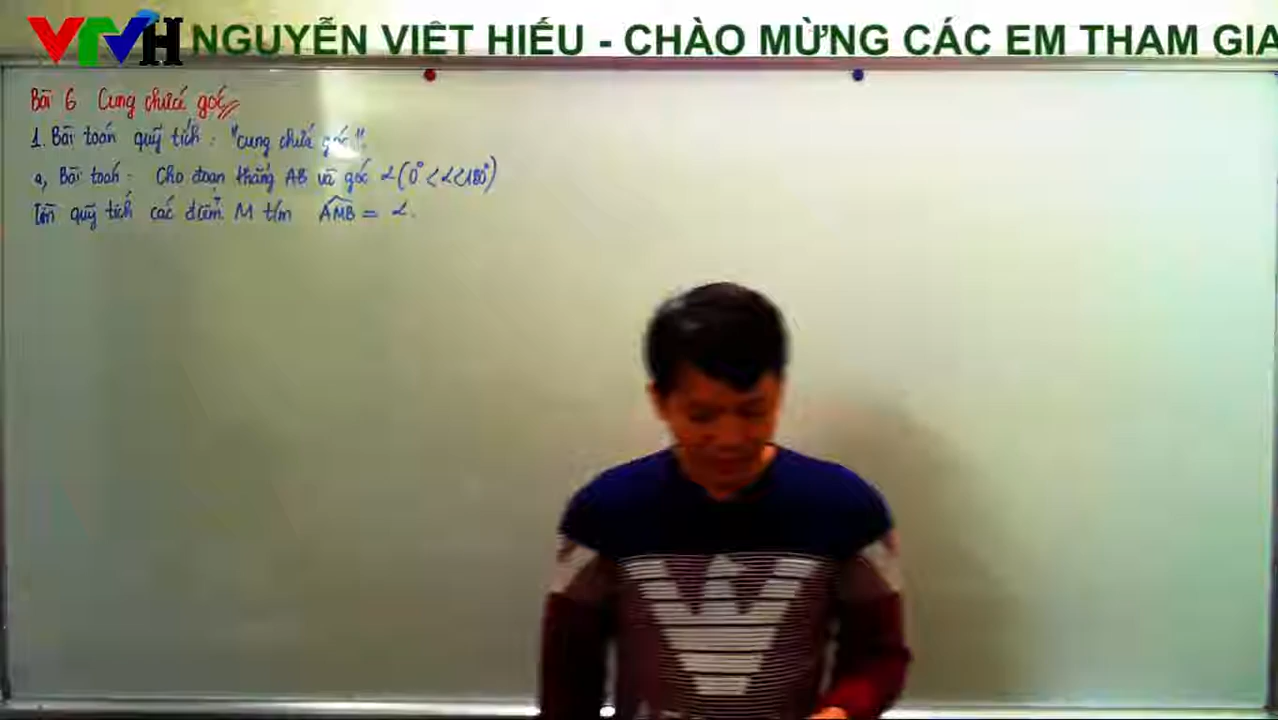 VTVH NGUYỄN VIẾT HIẾU - CHÀO MỪNG CÁC EM THAM GIA
Bài 6 Cung chứa góc
1. Bài toán quỹ tích : "cung chứa góc".
a, Bài toán : Cho đoạn thẳng AB và góc α (0° < α < 180°)
Tìm quỹ tích các điểm M t/m AMB = α.